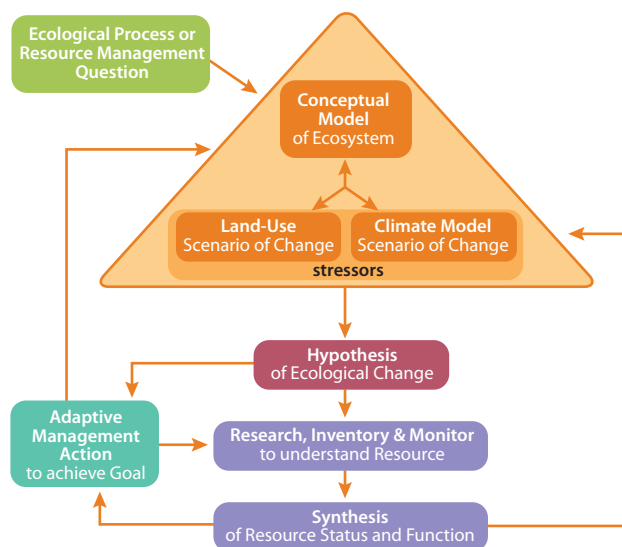 Ecological Process or
Resource Management
Question
Conceptual
Model
of Ecosystem
Land-Use
Scenario of Change
Climate Model
Scenario of Change
stressors
Hypothesis
of Ecological Change
Adaptive
Management
Action
to achieve Goal
Research, Inventory & Monitor
to understand Resource
Synthesis
of Resource Status and Function